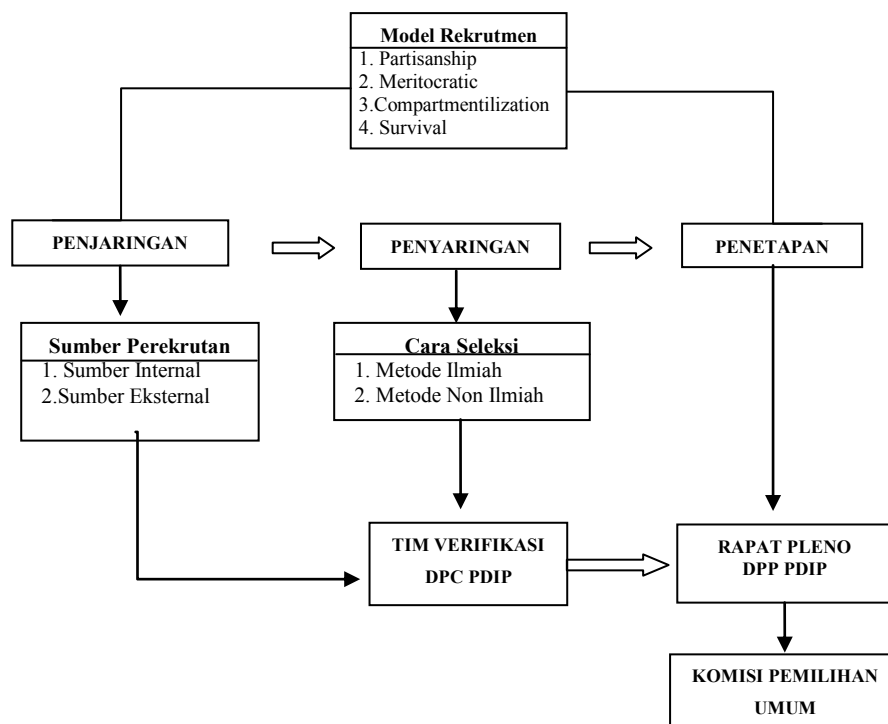 Model Rekrutmen
1. Partisanship
2. Meritocratic
3.Compartmentilization
4. Survival
PENJARINGAN
PENYARINGAN
PENETAPAN
Sumber Perekrutan
1. Sumber Internal
2.Sumber Eksternal
Cara Seleksi
1. Metode Ilmiah
2. Metode Non Ilmiah
TIM VERIFIKASI
DPC PDIP
RAPAT PLENO
DPP PDIP
KOMISI PEMILIHAN
UMUM